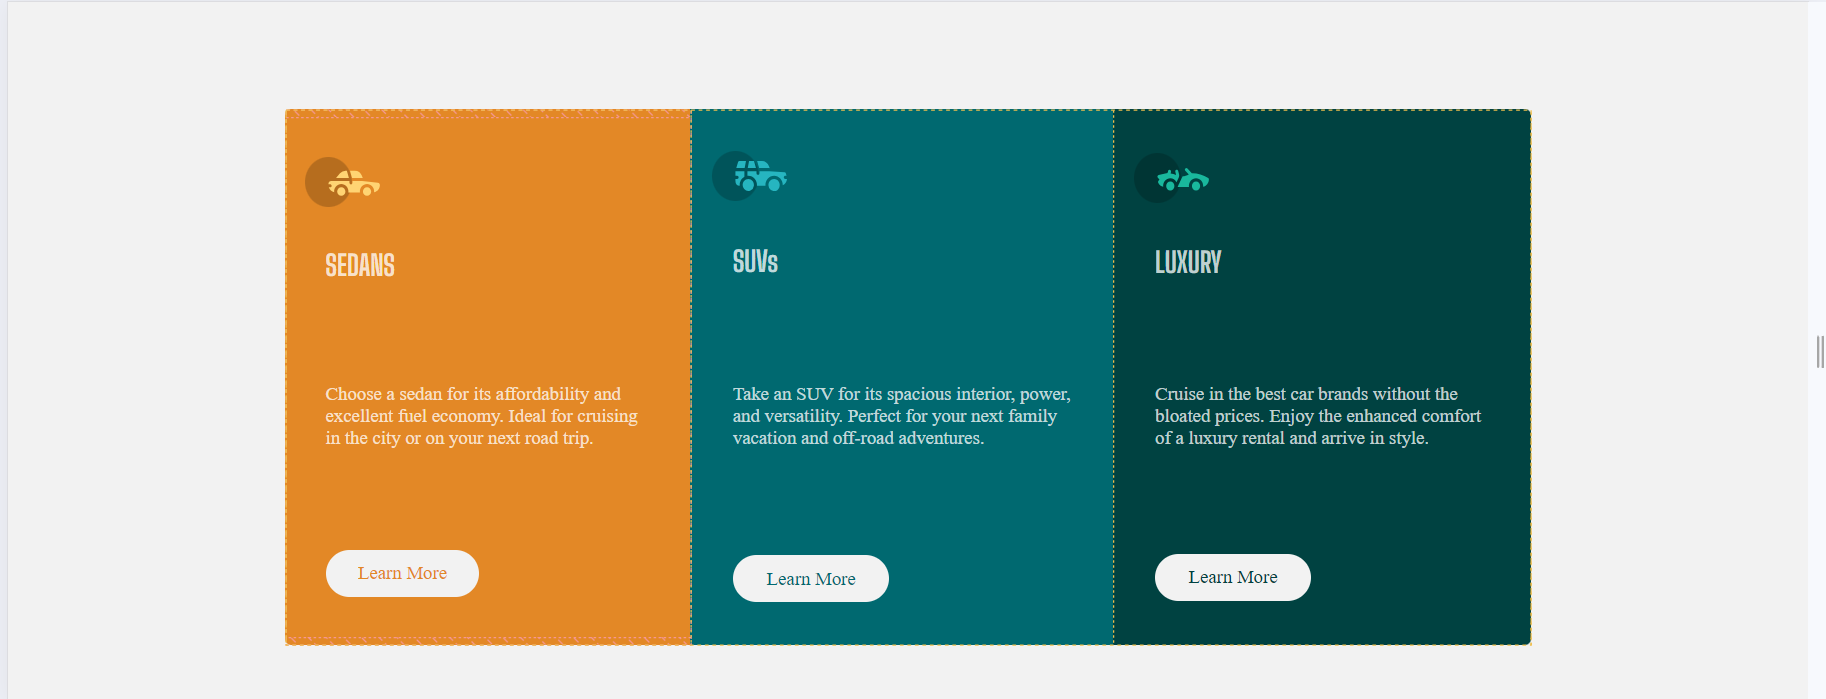 SEDANS
Choose a sedan for its affordability and
excellent fuel economy. Ideal for cruising
in the city or on your next road trip.
Learn More
SUVs
Take an SUV for its spacious interior, power,
and versatility. Perfect for your next family
vacation and off-road adventures.
Learn More
LUXURY
Cruise in the best car brands without the
bloated prices. Enjoy the enhanced comfort
of a luxury rental and arrive in style.
Learn More